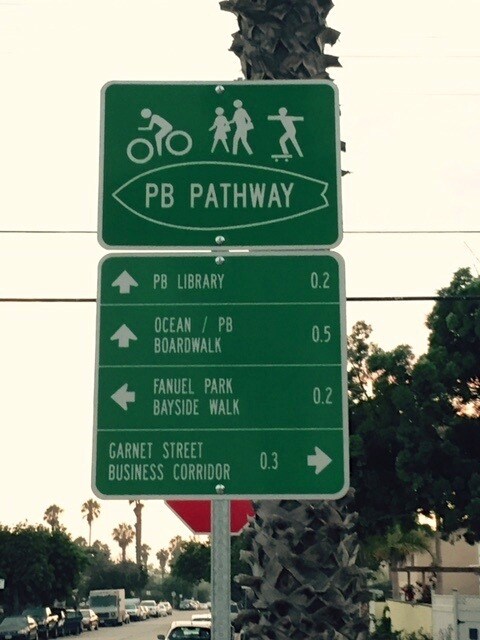 PB PATHWAY
PB LIBRARY 0.2
OCEAN / PB
BOARDWALK 0.5
FANUEL PARK
BAYSIDE WALK 0.2
GARNET STREET
BUSINESS CORRIDOR 0.3